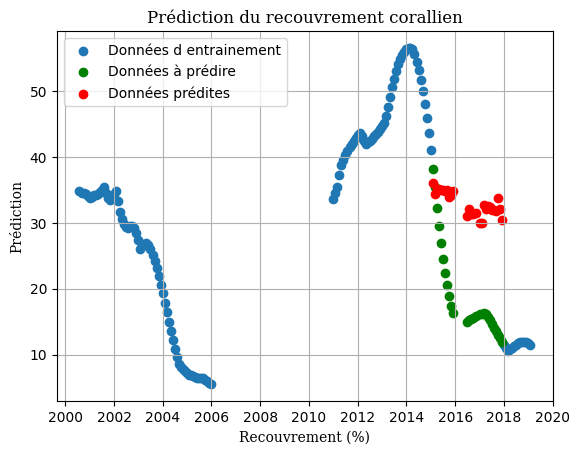 Prédiction du recouvrement corallien
Données d entrainement
Données à prédire
Données prédites
Prédiction
50
40
30
20
10
2000 2002 2004 2006 2008 2010 2012 2014 2016 2018 2020
Recouvrement (%)